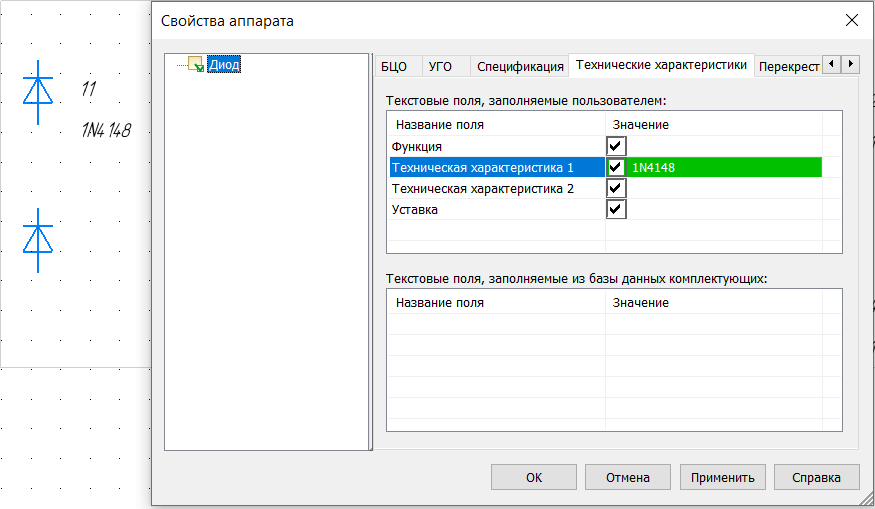 11
1N4148
Свойства аппарата
Диод
БЦО УГО Спецификация Технические характеристики Перекрест
Текстовые поля, заполняемые пользователем:
Название поля Значение
Функция
Техническая характеристика 1 1N4148
Техническая характеристика 2
Уставка
Текстовые поля, заполняемые из базы данных комплектующих:
Название поля Значение
ОК Отмена Применить Справка